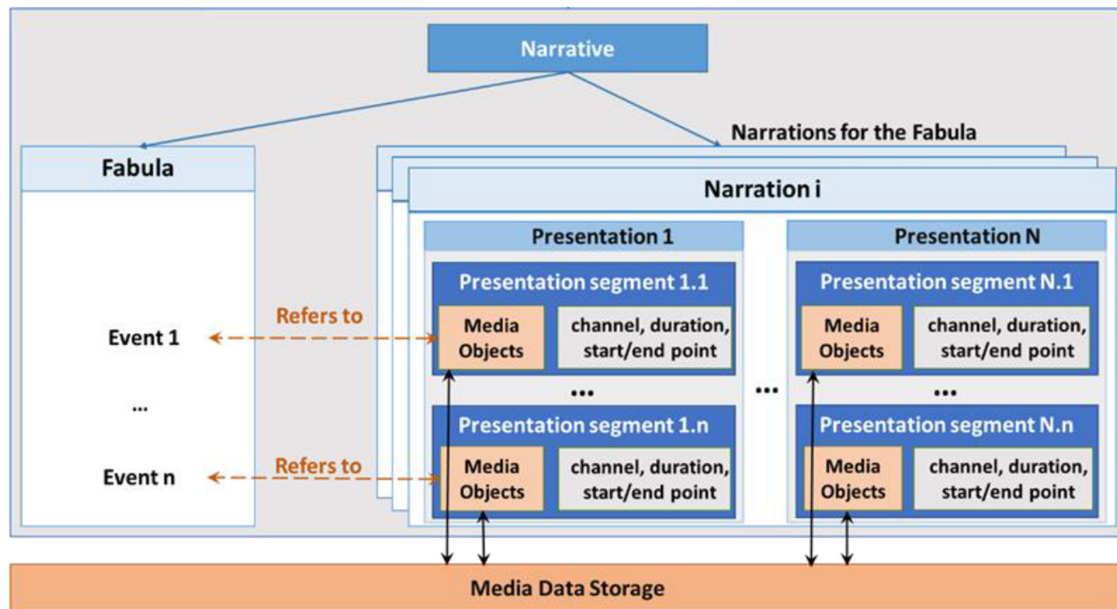 Narrative
Narrations for the Fabula
Fabula
Narration i
Presentation 1
Presentation N
Presentation segment 1.1
Presentation segment N.1
Refers to
Event 1
Media
Objects
channel, duration,
start/end point
Media
Objects
channel, duration,
start/end point
...
...
...
...
Presentation segment 1.n
Presentation segment N.n
Refers to
Event n
Media
Objects
channel, duration,
start/end point
Media
Objects
channel, duration,
start/end point
Media Data Storage